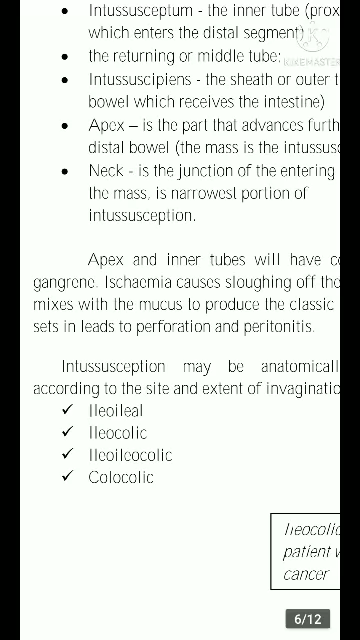 • Intussusceptum - the inner tube (prox
which enters the distal segment)
• the returning or middle tube;
KINEMASTER
• Intussuscipiens - the sheath or outer t
bowel which receives the intestine)
• Apex – is the part that advances furth
distal bowel (the mass is the intussusc
• Neck - is the junction of the entering
the mass, is narrowest portion of
intussusception.
Apex and inner tubes will have co
gangrene. Ischaemia causes sloughing off the
mixes with the mucus to produce the classic
sets in leads to perforation and peritonitis.
Intussusception may be anatomicall
according to the site and extent of invaginatio
✓ Ileoileal
✓ Ileocolic
✓ Ileoileocolic
✓ Colocolic
Ileocolic
patient w
cancer
6/12